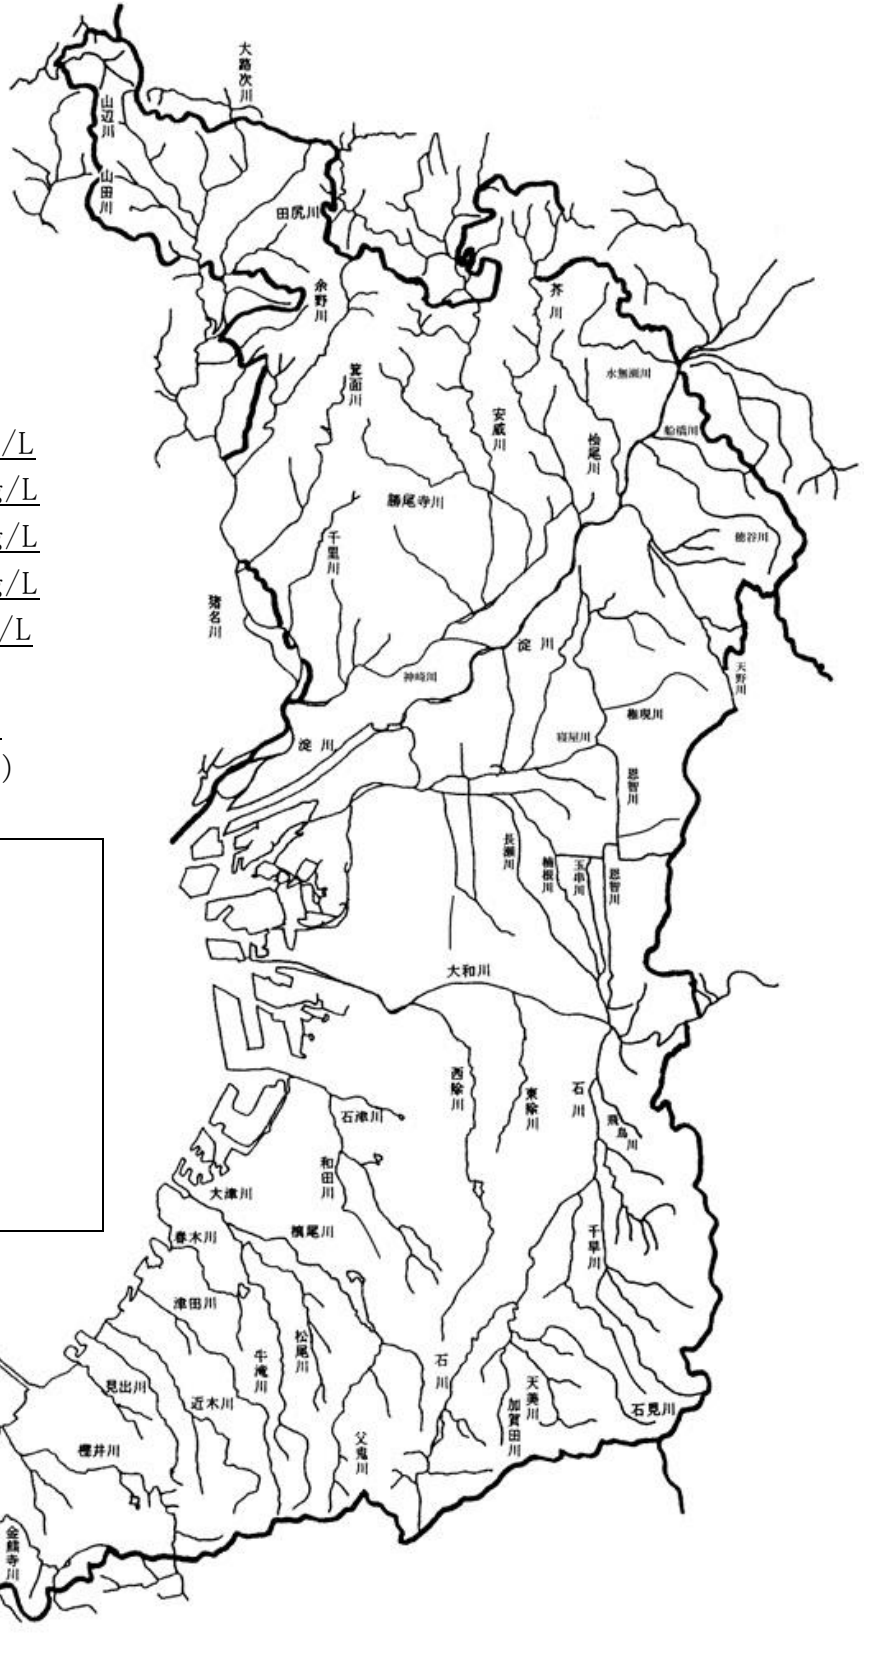 大路次川
山辺川
山田川
田尻川
余野川
芥川
箕面川
水無瀬川
安威川
船橋川
桧尾川
/L
g/L
勝尾寺川
g/L
千里川
穂谷川
g/L
猪名川
/L
淀川
神崎川
天野川
権現川
淀川
寝屋川
)
恩智川
長瀬川
楠根川
玉串川
恩智川
大和川
西除川
東除川
石川
石津川
飛鳥川
和田川
大津川
槙尾川
春木川
千早川
津田川
松尾川
牛滝川
石川
見出川
近木川
天美川
加賀田川
石見川
父鬼川
樫井川
金熊寺川